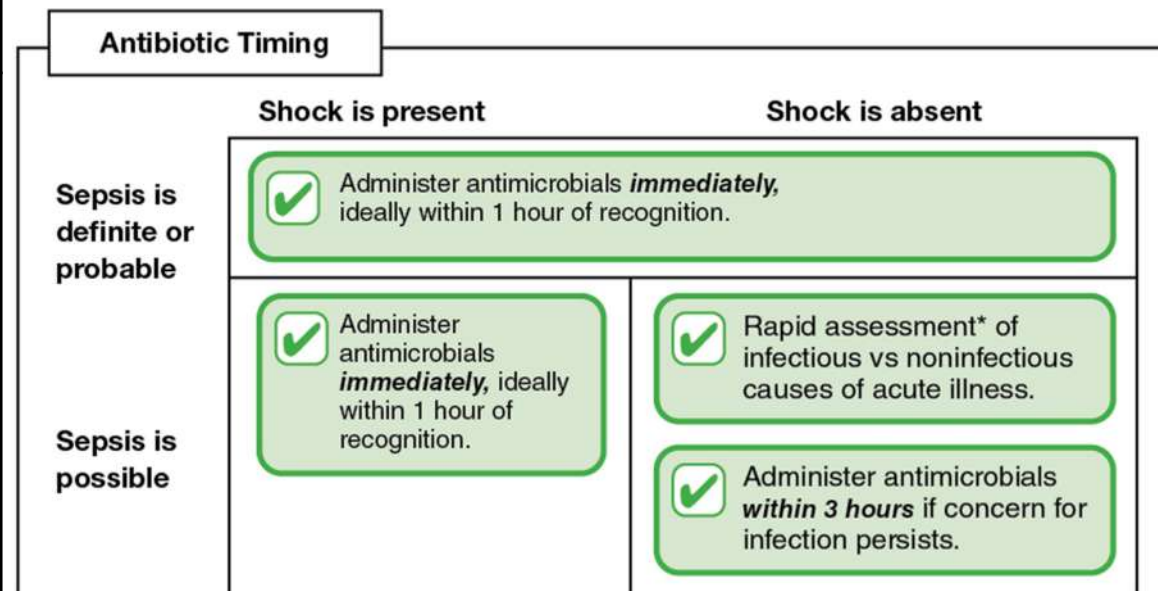 Antibiotic Timing
Shock is present
Shock is absent
Sepsis is
definite or
probable
Administer antimicrobials immediately,
ideally within 1 hour of recognition.
Sepsis is
possible
Administer
antimicrobials
immediately, ideally
within 1 hour of
recognition.
Rapid assessment* of
infectious vs noninfectious
causes of acute illness.
Administer antimicrobials
within 3 hours if concern for
infection persists.